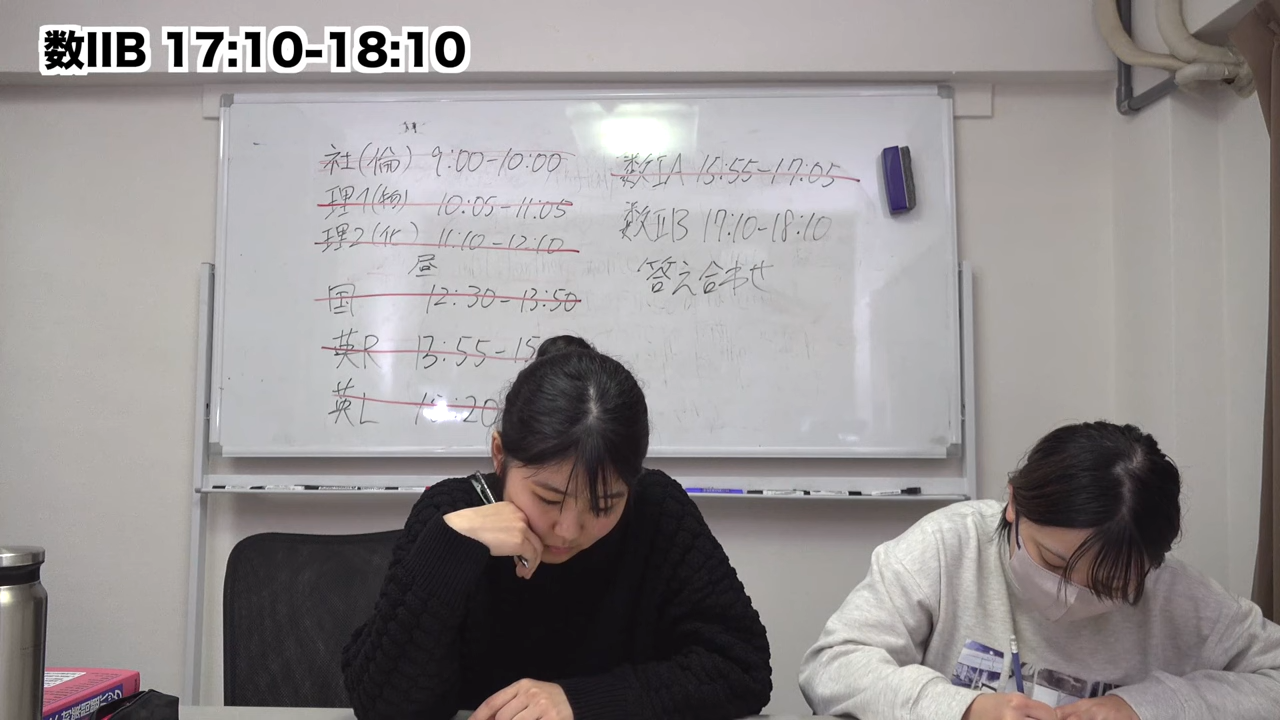 数IIB 17:10-18:10
社(倫) 9:00-10:00
理1(物) 10:05-11:05
理2(化) 11:10-12:10
昼
国 12:30-13:50
英R 13:55-15
英L 15:20
数IA 15:55-17:05
数IIB 17:10-18:10
答え合わせ